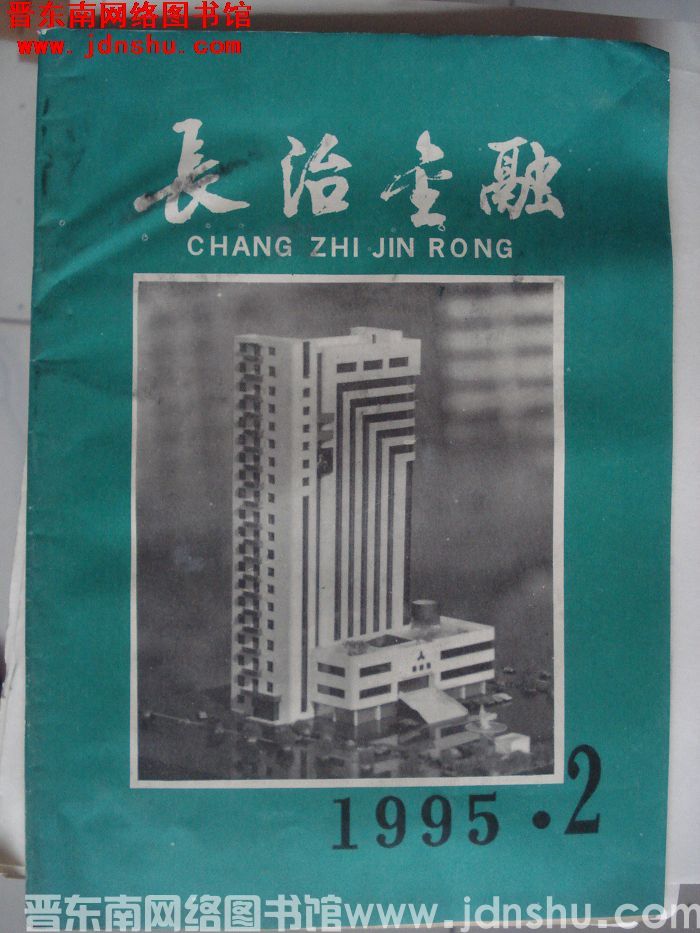 晋东南网络图书馆
www.jdnshu.com
長治金融
CHANG ZHI JIN RONG
1995·2
晋东南网络图书馆www.jdnshu.com